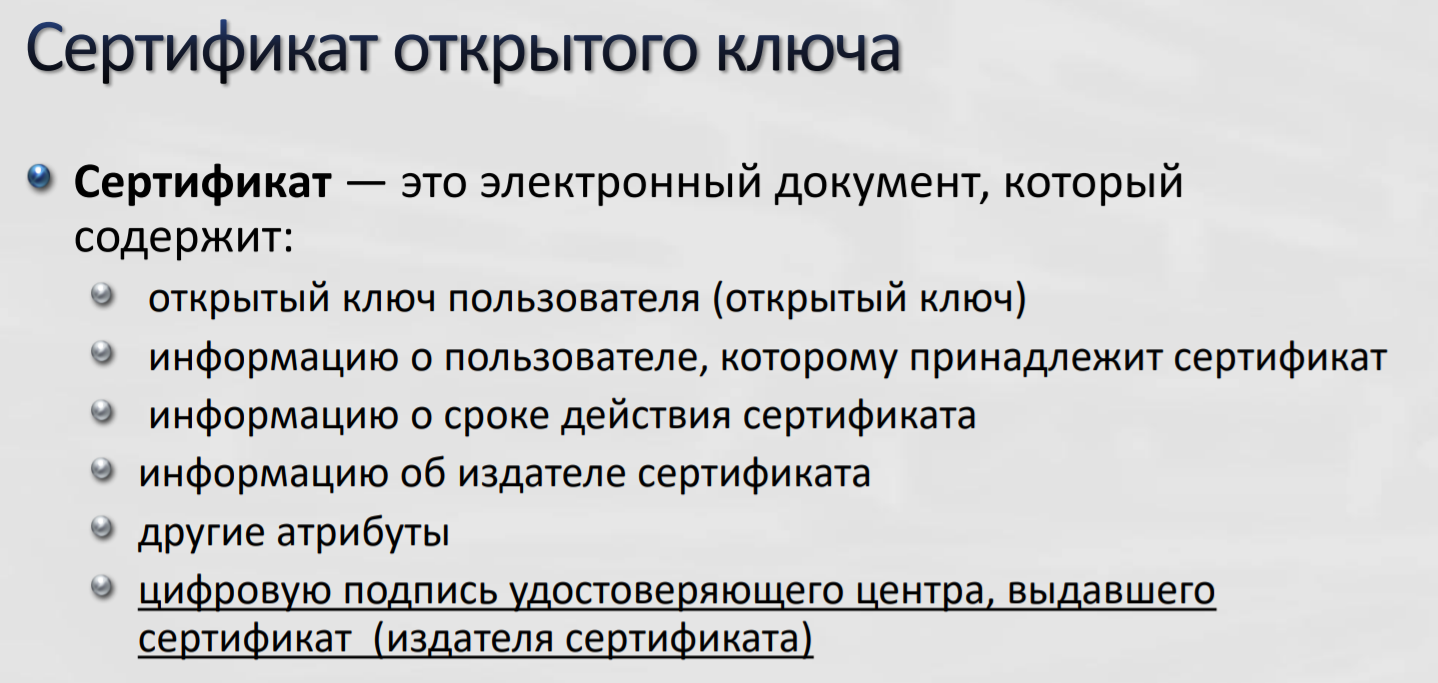 Сертификат открытого ключа
Сертификат — это электронный документ, который
содержит:
открытый ключ пользователя (открытый ключ)
информацию о пользователе, которому принадлежит сертификат
информацию о сроке действия сертификата
информацию об издателе сертификата
другие атрибуты
цифровую подпись удостоверяющего центра, выдавшего
сертификат (издателя сертификата)